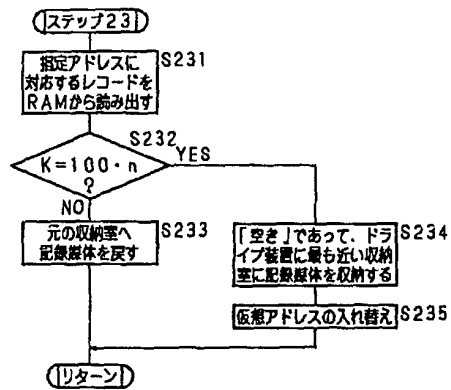 ステップ23
指定アドレスに
対応するレコードを
RAMから読み出す
S231
S232
K=100・n
?
YES
NO
元の収納室へ
記録媒体を戻す
S233
「空き」であって、ドラ
イブ装置に最も近い収納
室に記録媒体を収納する
S234
仮想アドレスの入れ替え
S235
リターン